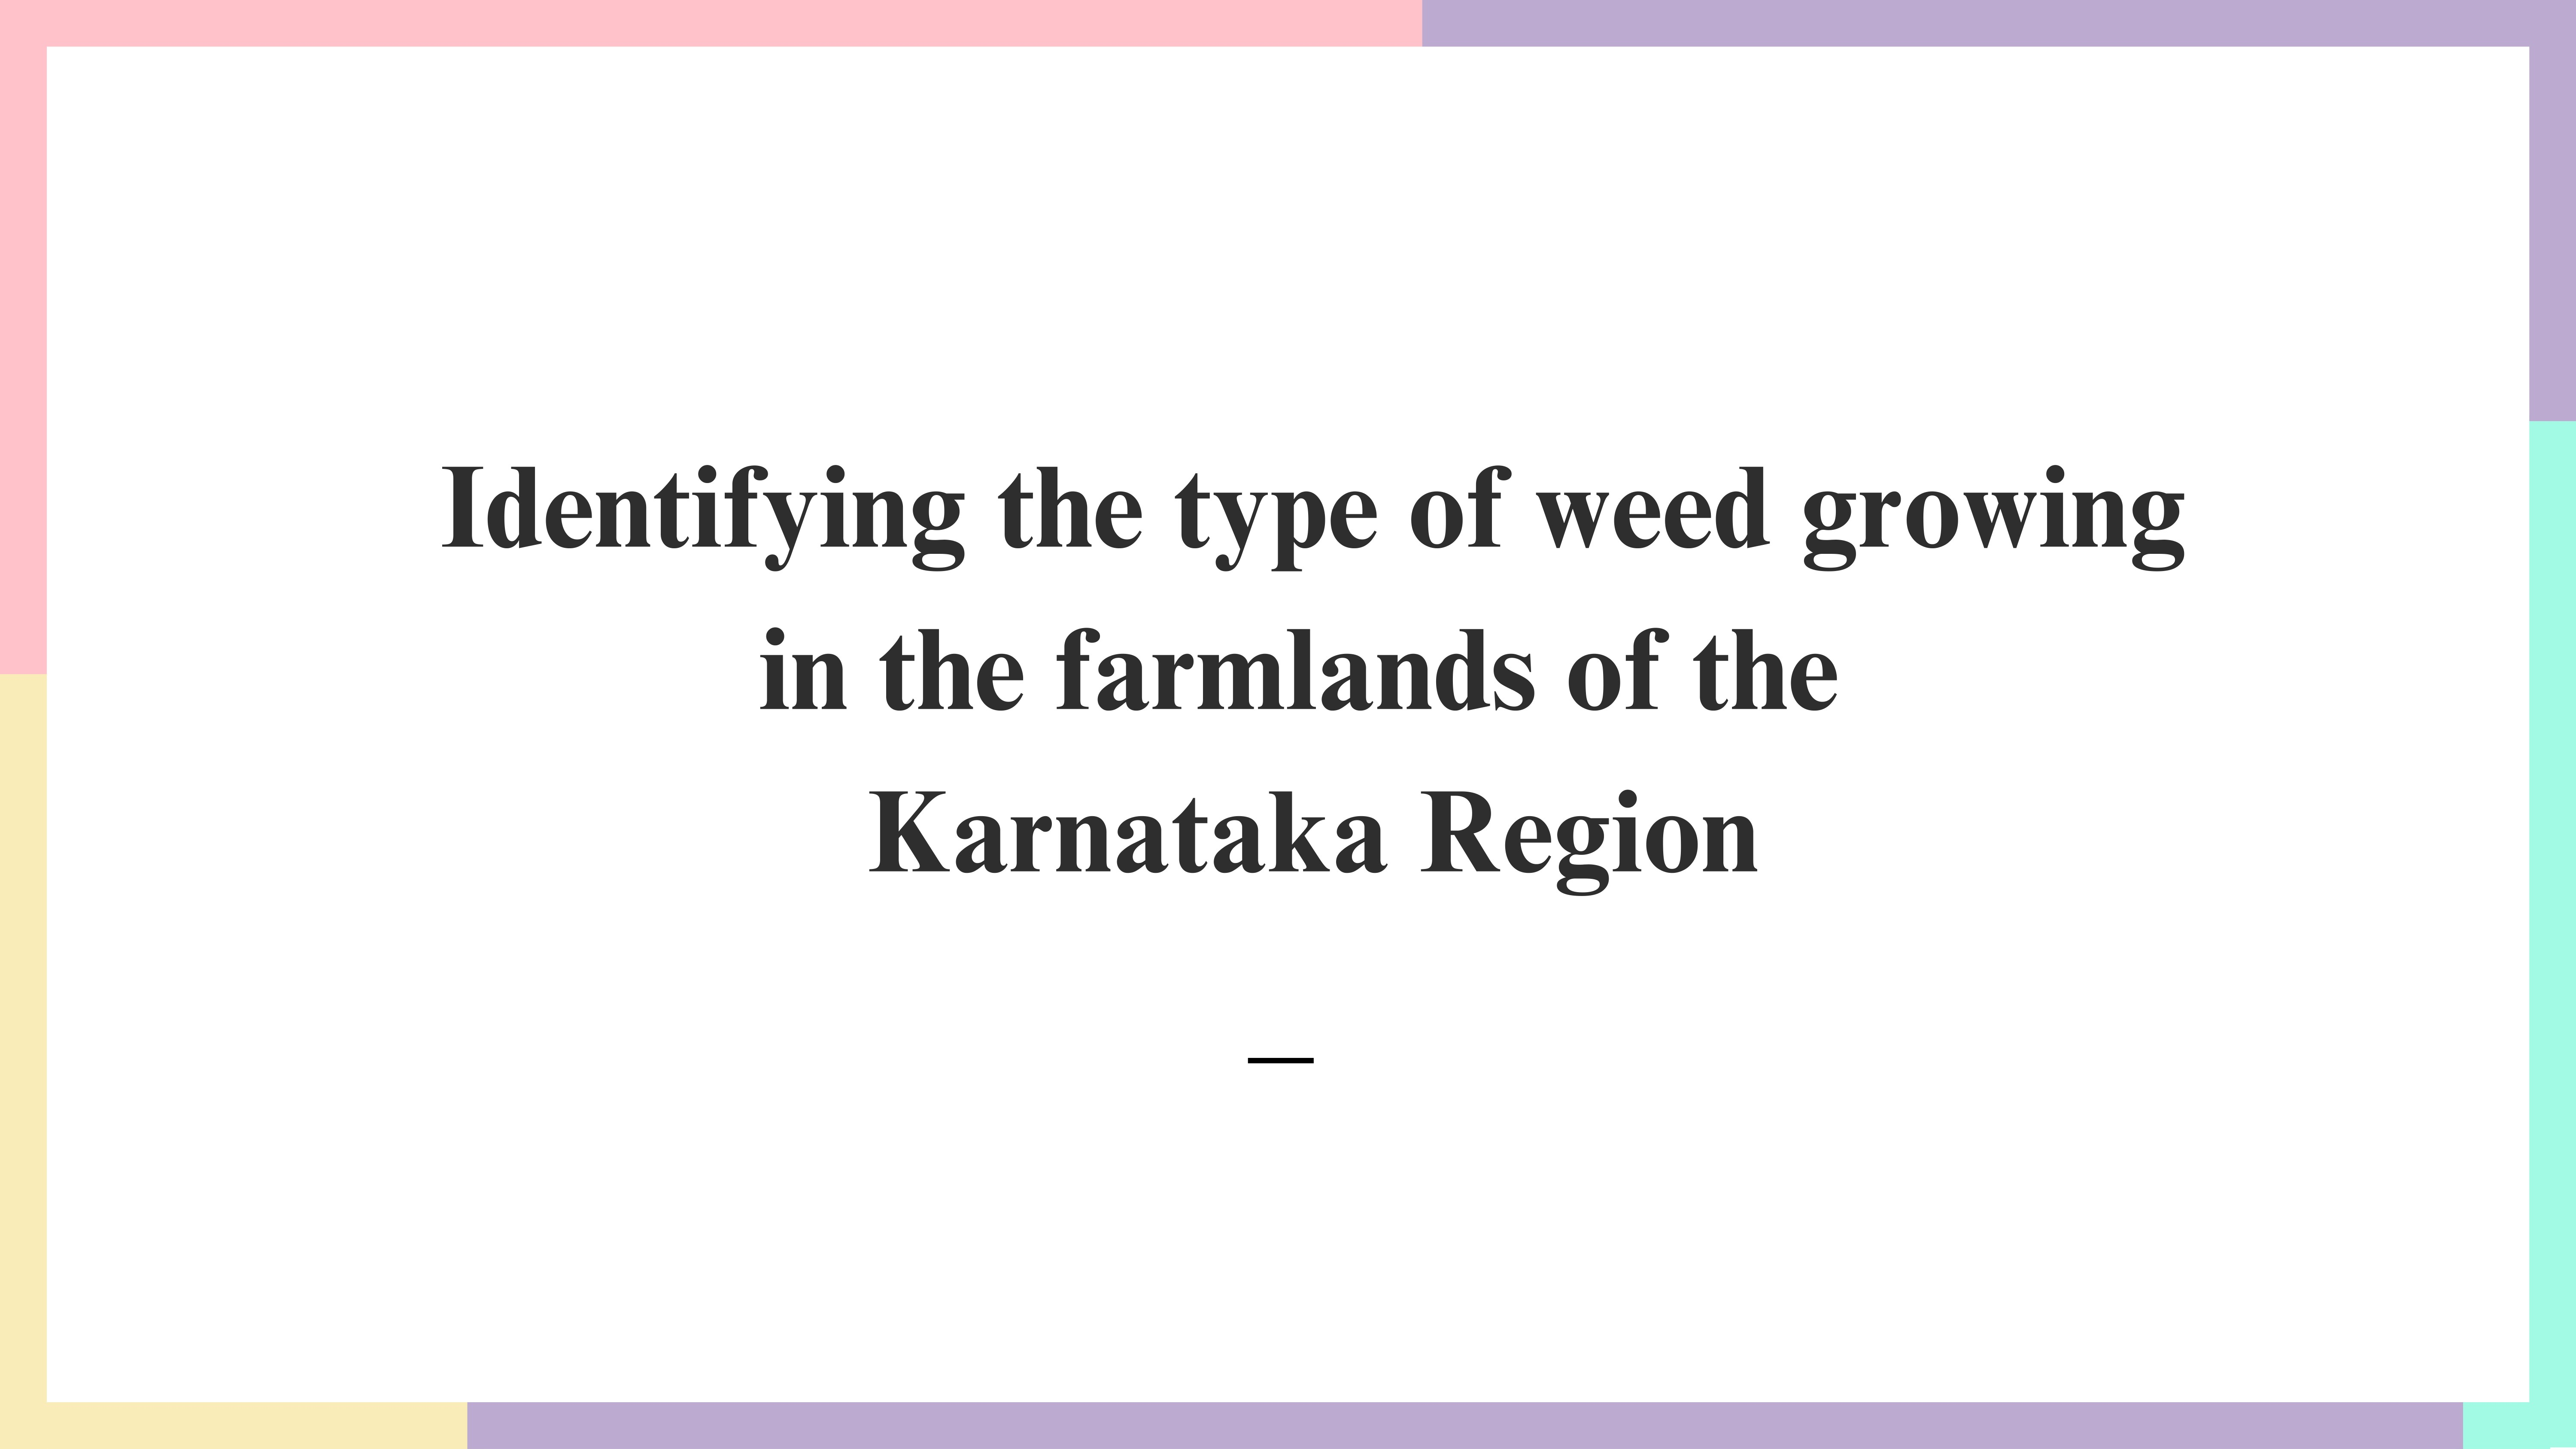 Identifying the type of weed growing
in the farmlands of the
Karnataka Region